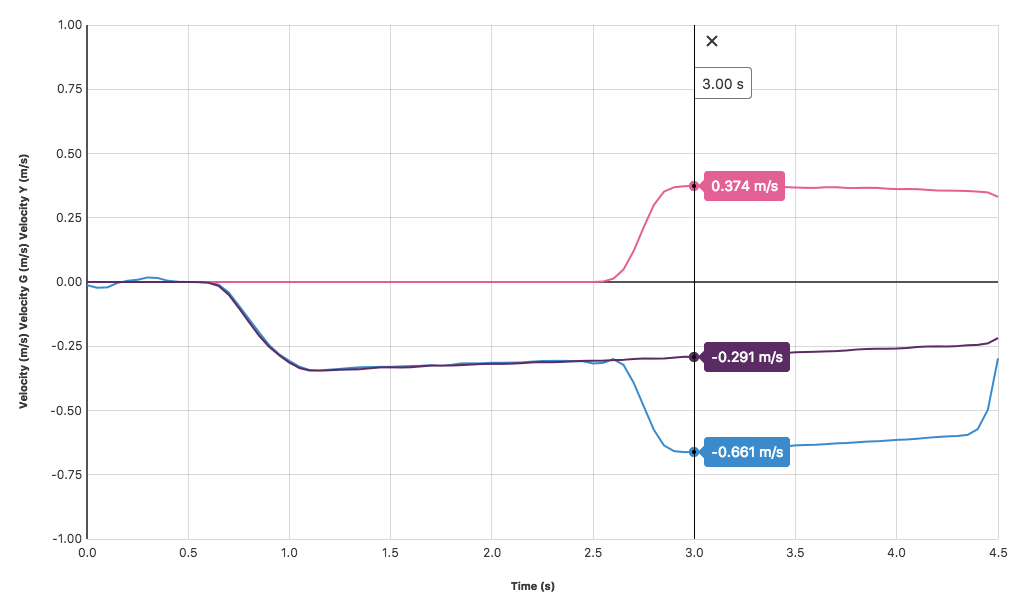 1.00
✕
3.00 s
0.75
0.50
0.374 m/s
0.25
0.00
-0.25
-0.291 m/s
-0.50
-0.661 m/s
-0.75
-1.00
0.0 0.5 1.0 1.5 2.0 2.5 3.0 3.5 4.0 4.5
Time (s)
Velocity (m/s) Velocity G (m/s) Velocity Y (m/s)